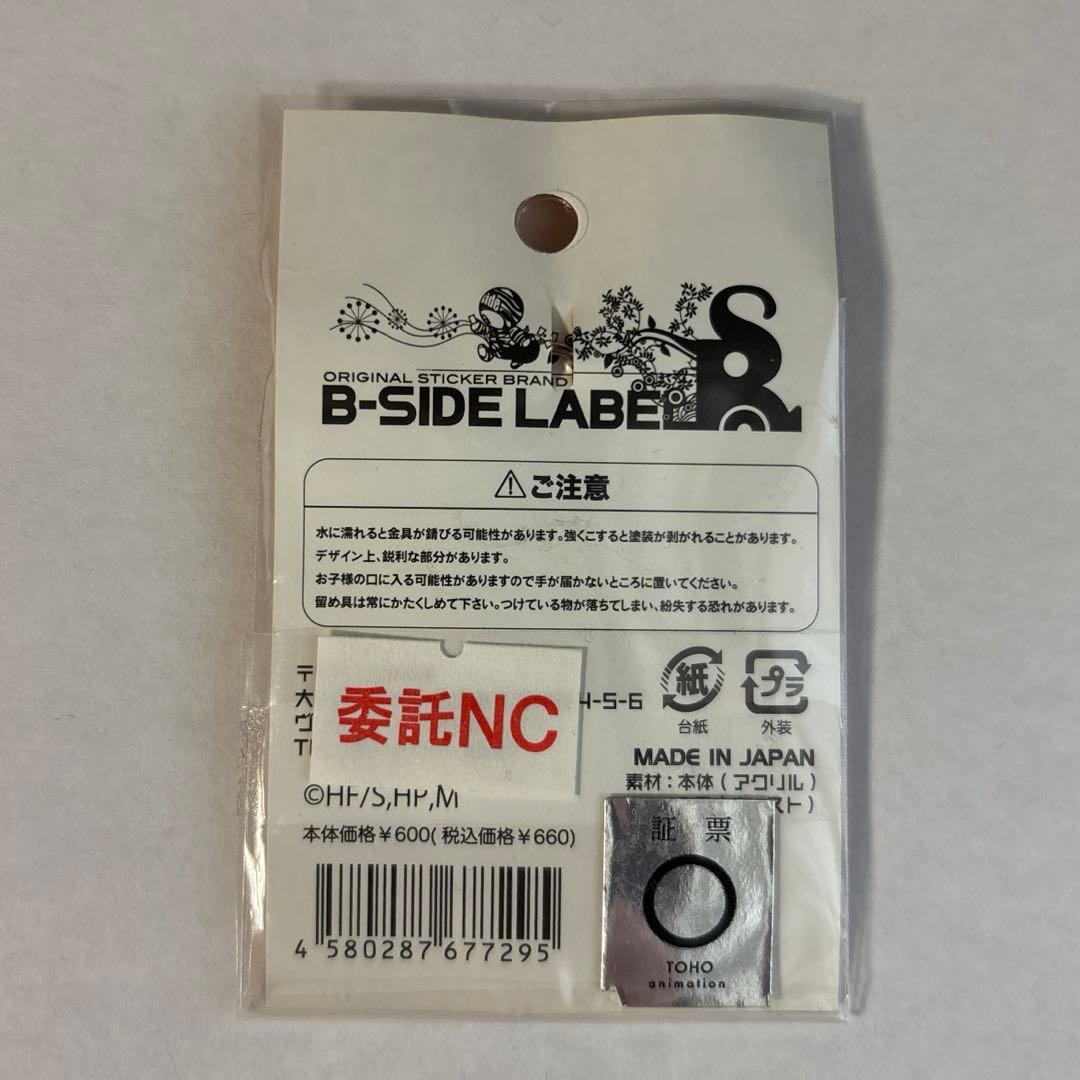 side
ORIGINAL STICKER BRAND
B-SIDE LABEL
⚠ご注意
水に濡れると金具が錆びる可能性があります。強くこすると塗装が剥がれることがあります。
デザイン上、鋭利な部分があります。
お子様の口に入る可能性がありますので手が届かないところに置いてください。
留め具は常にかたくしめて下さい。つけている物が落ちてしまい、紛失する恐れがあります。
〒
大
4-5-6
委託NC
紙
台紙
プラ
外装
MADE IN JAPAN
素材：本体（アクリル）
スト）
©HF/S,HP,M
本体価格￥600(税込価格￥660)
4 580287 677295
証票
TOHO
animation